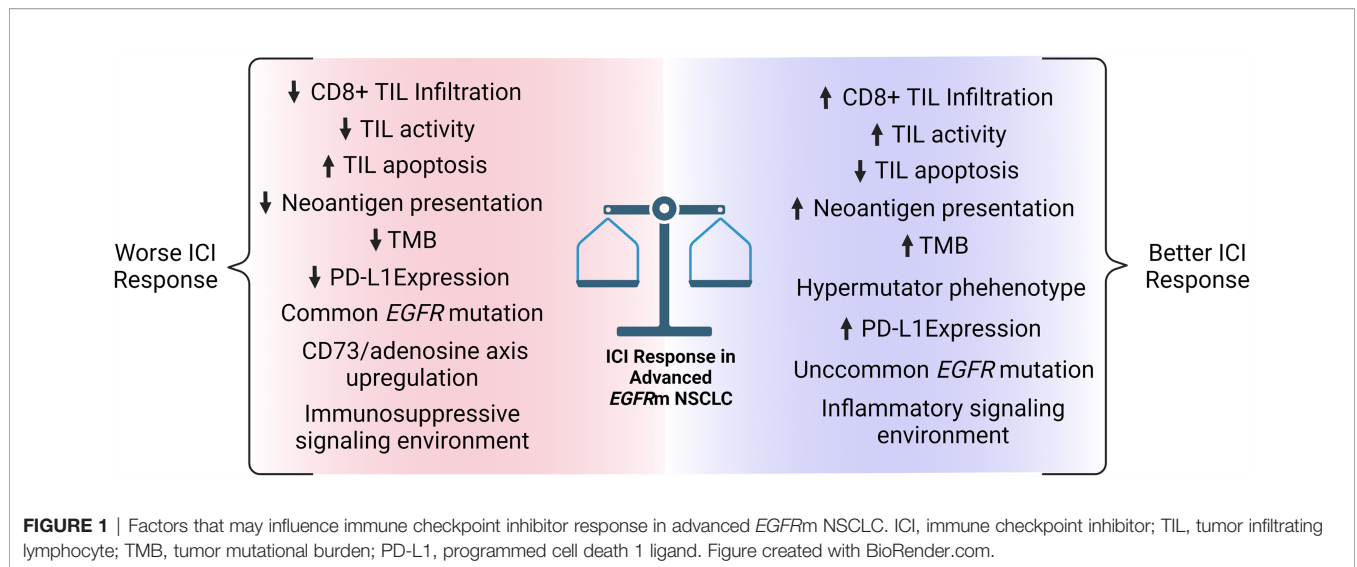 Worse ICI
Response
↓ CD8+ TIL Infiltration
↓ TIL activity
↑ TIL apoptosis
↓ Neoantigen presentation
↓ TMB
↓ PD-L1Expression
Common EGFR mutation
CD73/adenosine axis
upregulation
Immunosuppressive
signaling environment
ICI Response in
Advanced
EGFRm NSCLC
↑ CD8+ TIL Infiltration
↑ TIL activity
↓ TIL apoptosis
↑ Neoantigen presentation
↑ TMB
Hypermutator phehenotype
↑ PD-L1Expression
Unccommon EGFR mutation
Inflammatory signaling
environment
Better ICI
Response
FIGURE 1 | Factors that may influence immune checkpoint inhibitor response in advanced EGFRm NSCLC. ICI, immune checkpoint inhibitor; TIL, tumor infiltrating
lymphocyte; TMB, tumor mutational burden; PD-L1, programmed cell death 1 ligand. Figure created with BioRender.com.